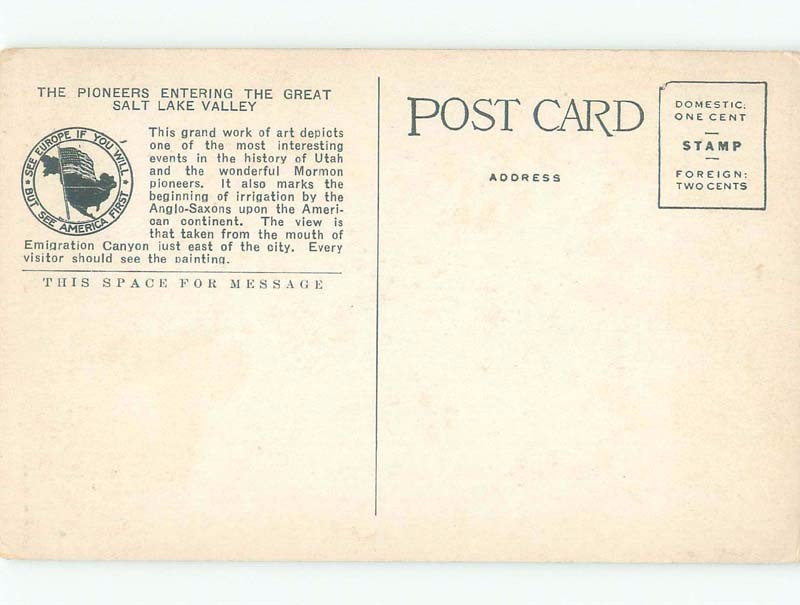 THE PIONEERS ENTERING THE GREAT
SALT LAKE VALLEY
SEE EUROPE IF YOU WILL
BUT SEE AMERICA FIRST
This grand work of art depicts
one of the most interesting
events in the history of Utah
and the wonderful Mormon
pioneers. It also marks the
beginning of irrigation by the
Anglo-Saxons upon the Ameri-
can continent. The view is
that taken from the mouth of
Emigration Canyon just east of the city. Every
visitor should see the painting.
THIS SPACE FOR MESSAGE
POST CARD
ADDRESS
DOMESTIC:
ONE CENT
STAMP
FOREIGN:
TWO CENTS